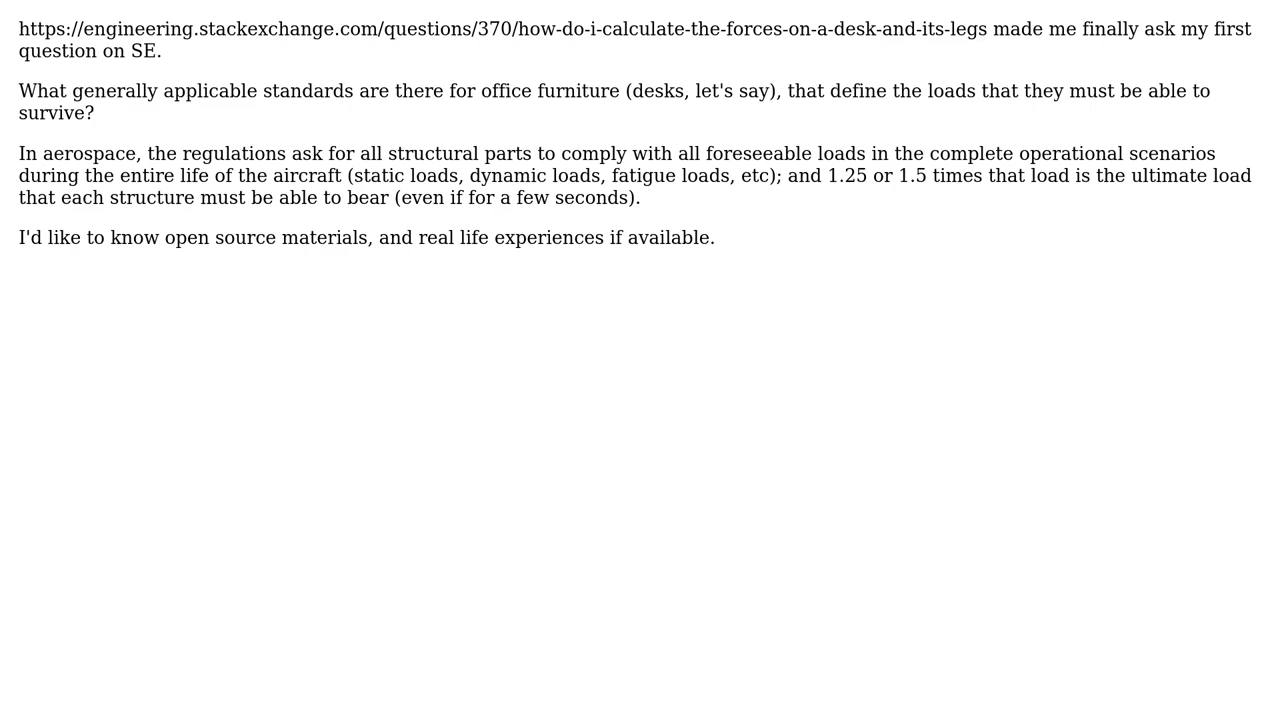 https://engineering.stackexchange.com/questions/370/how-do-i-calculate-the-forces-on-a-desk-and-its-legs made me finally ask my first
question on SE.
What generally applicable standards are there for office furniture (desks, let's say), that define the loads that they must be able to
survive?
In aerospace, the regulations ask for all structural parts to comply with all foreseeable loads in the complete operational scenarios
during the entire life of the aircraft (static loads, dynamic loads, fatigue loads, etc); and 1.25 or 1.5 times that load is the ultimate load
that each structure must be able to bear (even if for a few seconds).
I'd like to know open source materials, and real life experiences if available.